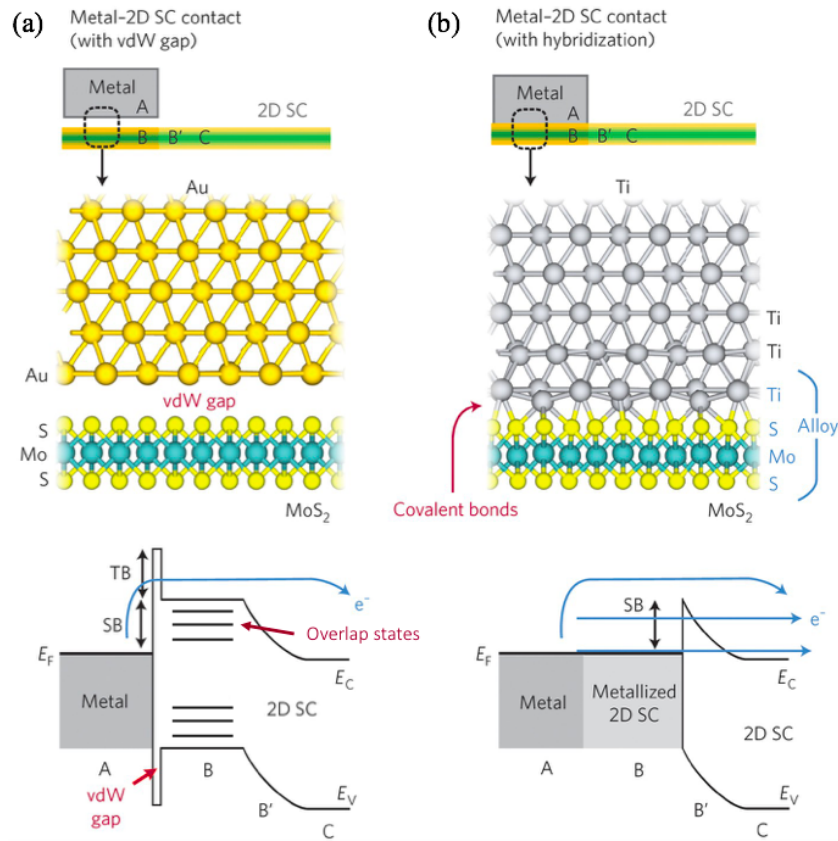 (a)
Metal–2D SC contact
(with vdW gap)
Metal
A
2D SC
B B′ C
Au
Au
vdW gap
S
Mo
S
MoS2
TB
SB
e−
Overlap states
EF
EC
Metal
2D SC
A
B
vdW
gap
B′
EV
C
(b)
Metal–2D SC contact
(with hybridization)
Metal
A
2D SC
B B′ C
Ti
Ti
Ti
Ti
S
Alloy
Mo
S
Covalent bonds
MoS2
SB
e−
EF
EC
Metal
Metallized
2D SC
2D SC
A
B
B′
EV
C